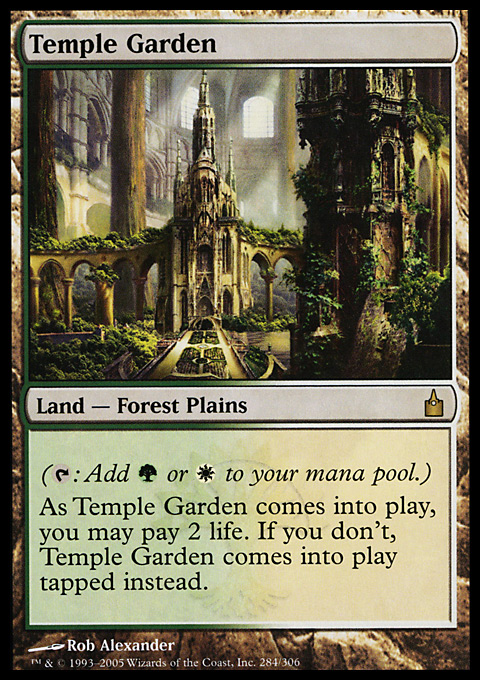 Temple Garden
Land — Forest Plains
( : Add or to your mana pool.)
As Temple Garden comes into play,
you may pay 2 life. If you don't,
Temple Garden comes into play
tapped instead.
Rob Alexander
™ & © 1993–2005 Wizards of the Coast, Inc. 284/306